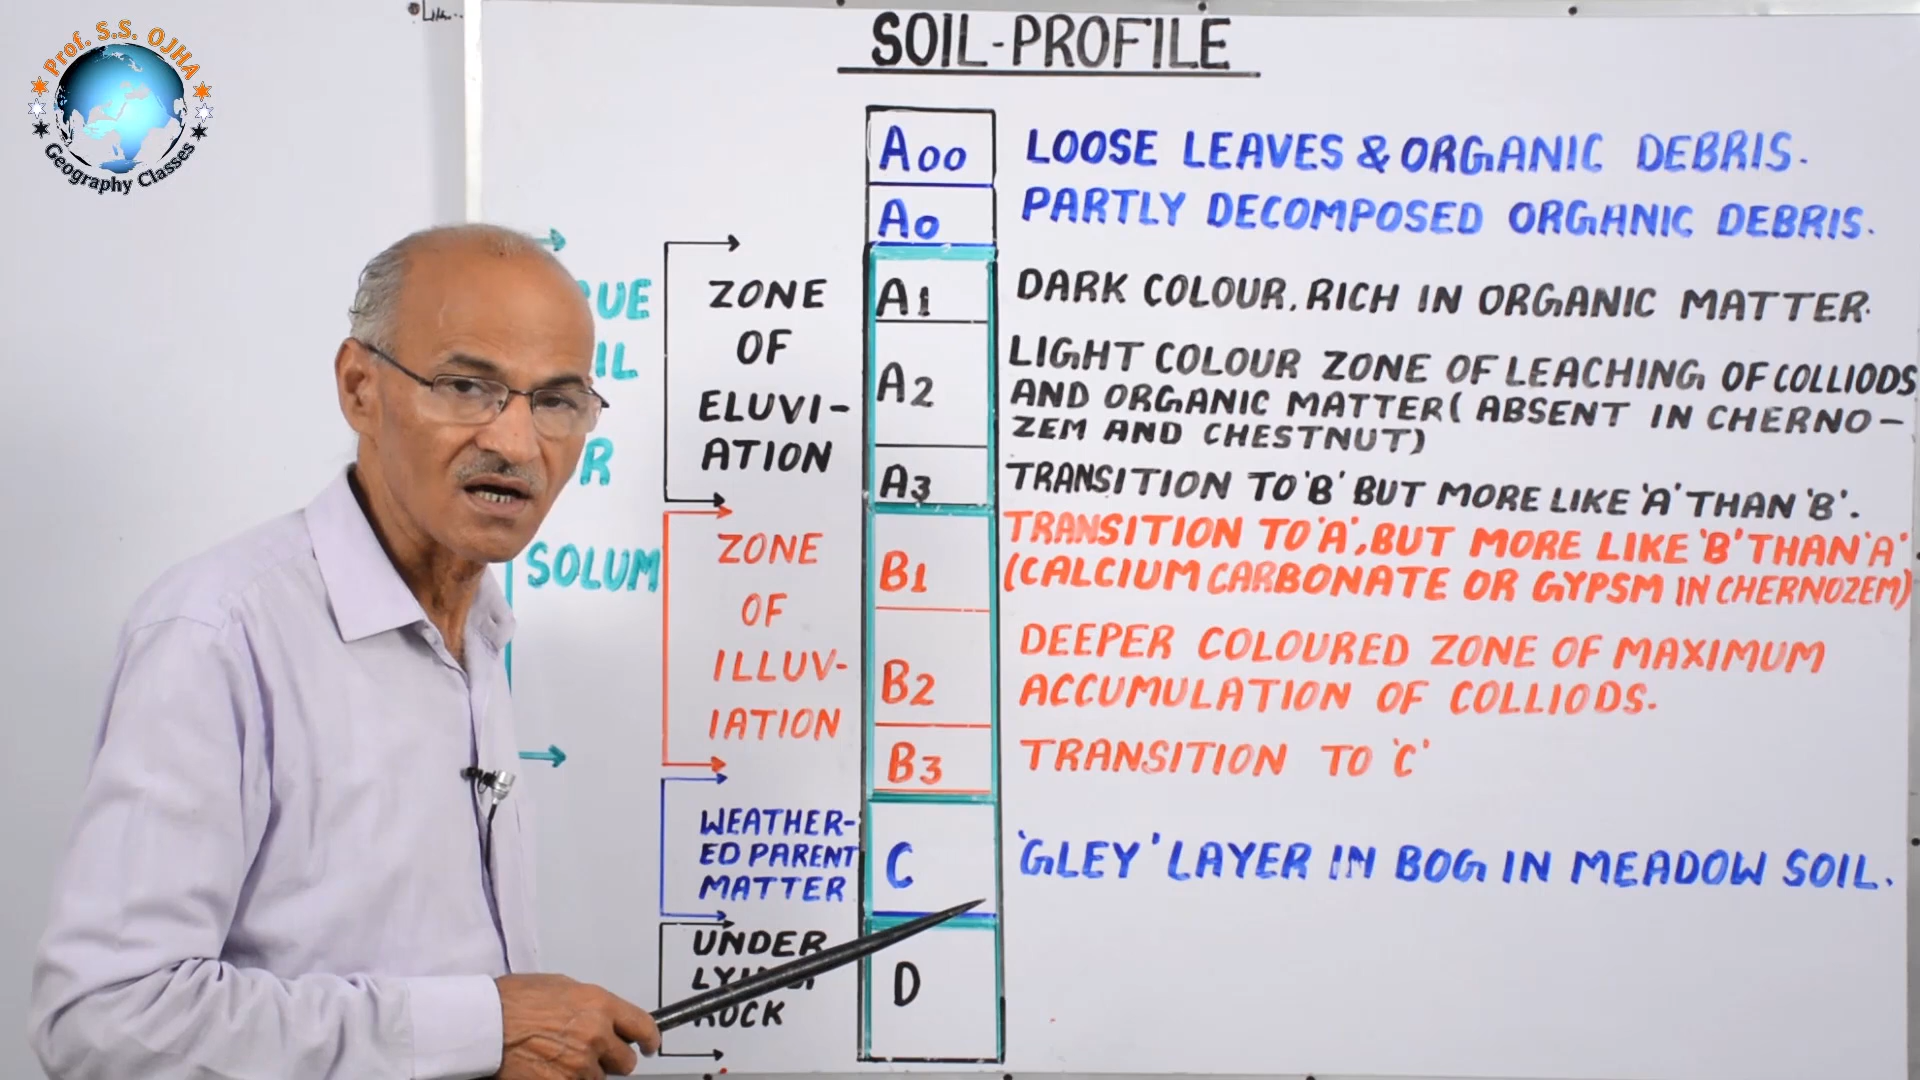 Prof. S.S. OJHA
Geography Classes
SOIL-PROFILE
A00 LOOSE LEAVES & ORGANIC DEBRIS.
A0 PARTLY DECOMPOSED ORGANIC DEBRIS.
ZONE
OF
ELUVI-
ATION
A1 DARK COLOUR. RICH IN ORGANIC MATTER.
A2 LIGHT COLOUR ZONE OF LEACHING OF COLLIODS
AND ORGANIC MATTER( ABSENT IN CHERNO-
ZEM AND CHESTNUT)
A3 TRANSITION TO 'B' BUT MORE LIKE 'A' THAN 'B'.
SOLUM
ZONE
OF
ILLUV-
IATION
B1 TRANSITION TO 'A', BUT MORE LIKE 'B' THAN 'A'
(CALCIUM CARBONATE OR GYPSM IN CHERNOZEM)
B2 DEEPER COLOURED ZONE OF MAXIMUM
ACCUMULATION OF COLLIODS.
B3 TRANSITION TO 'C'
WEATHER-
ED PARENT
MATTER
C 'GLEY' LAYER IN BOG IN MEADOW SOIL.
UNDER
D